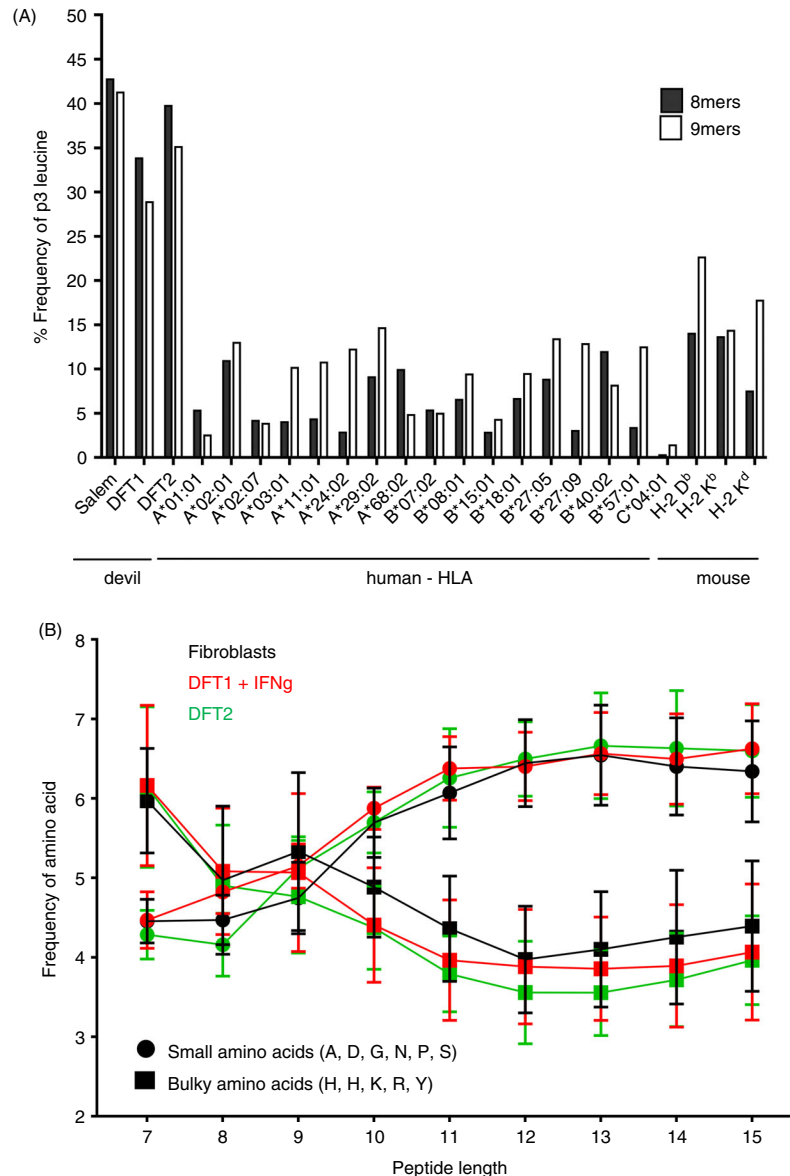 (A)
50
45
40
35
30
25
20
15
10
5
0
% Frequency of p3 leucine
8mers
9mers
Salem
DFT1
DFT2
A*01:01
A*02:01
A*02:07
A*03:01
A*11:01
A*24:02
A*29:02
A*68:02
B*07:02
B*08:01
B*15:01
B*18:01
B*27:05
B*27:09
B*40:02
B*57:01
C*04:01
H-2 Dᵇ
H-2 Kᵇ
H-2 Kᵈ
devil
human - HLA
mouse
(B)
8
7
6
5
4
3
2
Frequency of amino acid
Fibroblasts
DFT1 + IFNg
DFT2
Small amino acids (A, D, G, N, P, S)
Bulky amino acids (H, H, K, R, Y)
7 8 9 10 11 12 13 14 15
Peptide length